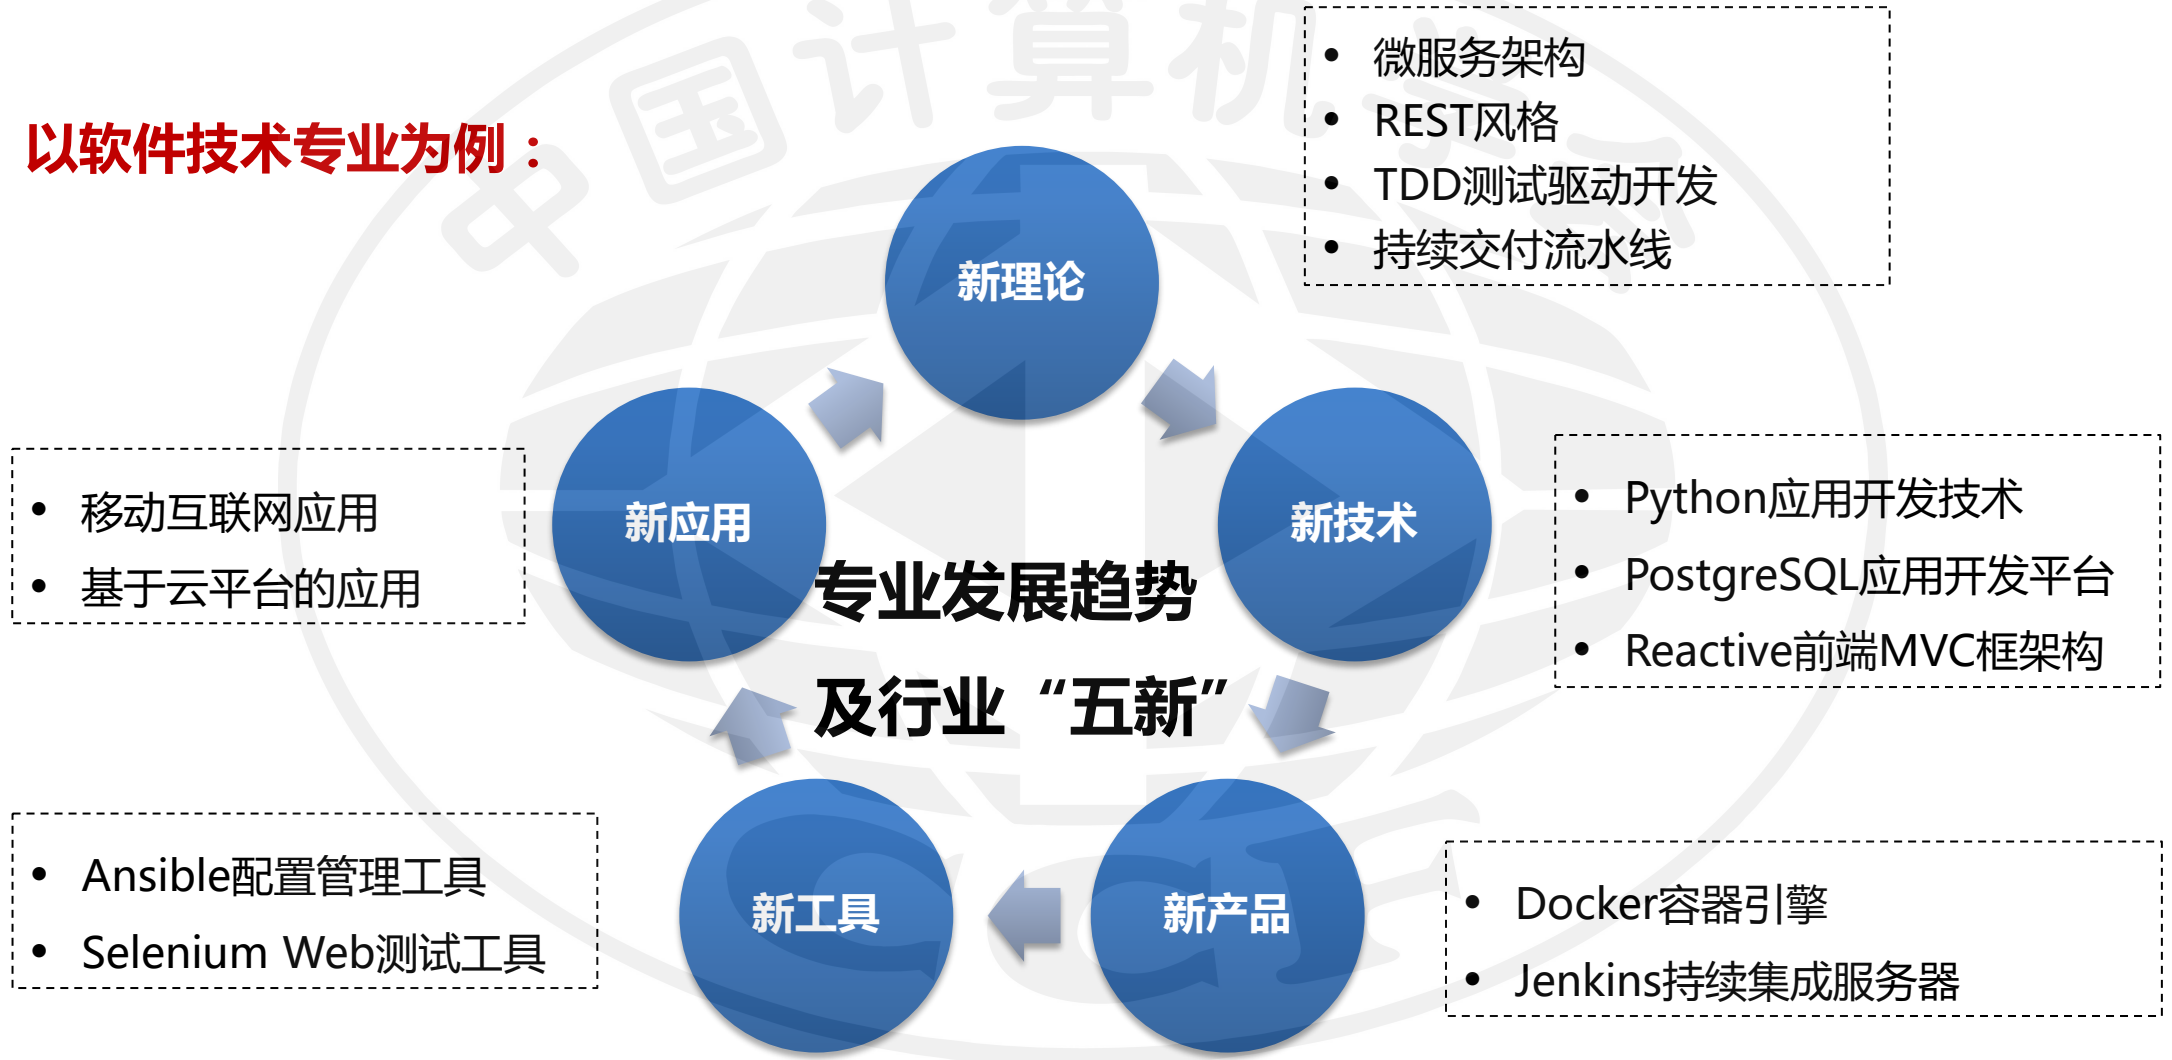 以软件技术专业为例：
• 微服务架构
• REST风格
• TDD测试驱动开发
• 持续交付流水线
新理论
新应用
新技术
• 移动互联网应用
• 基于云平台的应用
• Python应用开发技术
• PostgreSQL应用开发平台
• Reactive前端MVC框架构
专业发展趋势
及行业“五新”
新工具
新产品
• Ansible配置管理工具
• Selenium Web测试工具
• Docker容器引擎
• Jenkins持续集成服务器
中国计算机学会
CCF